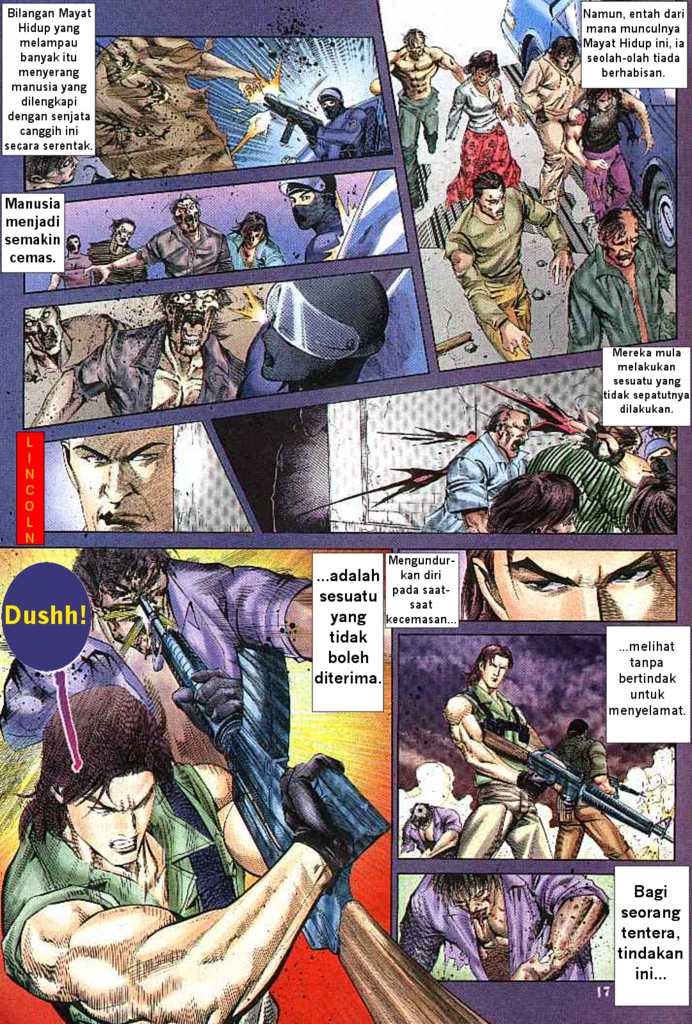 Bilangan Mayat
Hidup yang
melampau
banyak itu
menyerang
manusia yang
dilengkapi
dengan senjata
canggih ini
secara serentak.
Namun, entah dari
mana munculnya
Mayat Hidup ini, ia
seolah-olah tiada
berhabisan.
Manusia
menjadi
semakin
cemas.
Mereka mula
melakukan
sesuatu yang
tidak sepatutnya
dilakukan.
LINCOLN
Mengundur-
kan diri
pada saat-
saat
kecemasan...
...melihat
tanpa
bertindak
untuk
menyelamat.
Bagi
seorang
tentera,
tindakan
ini...
...adalah
sesuatu
yang
tidak
boleh
diterima.
Dushh!
17